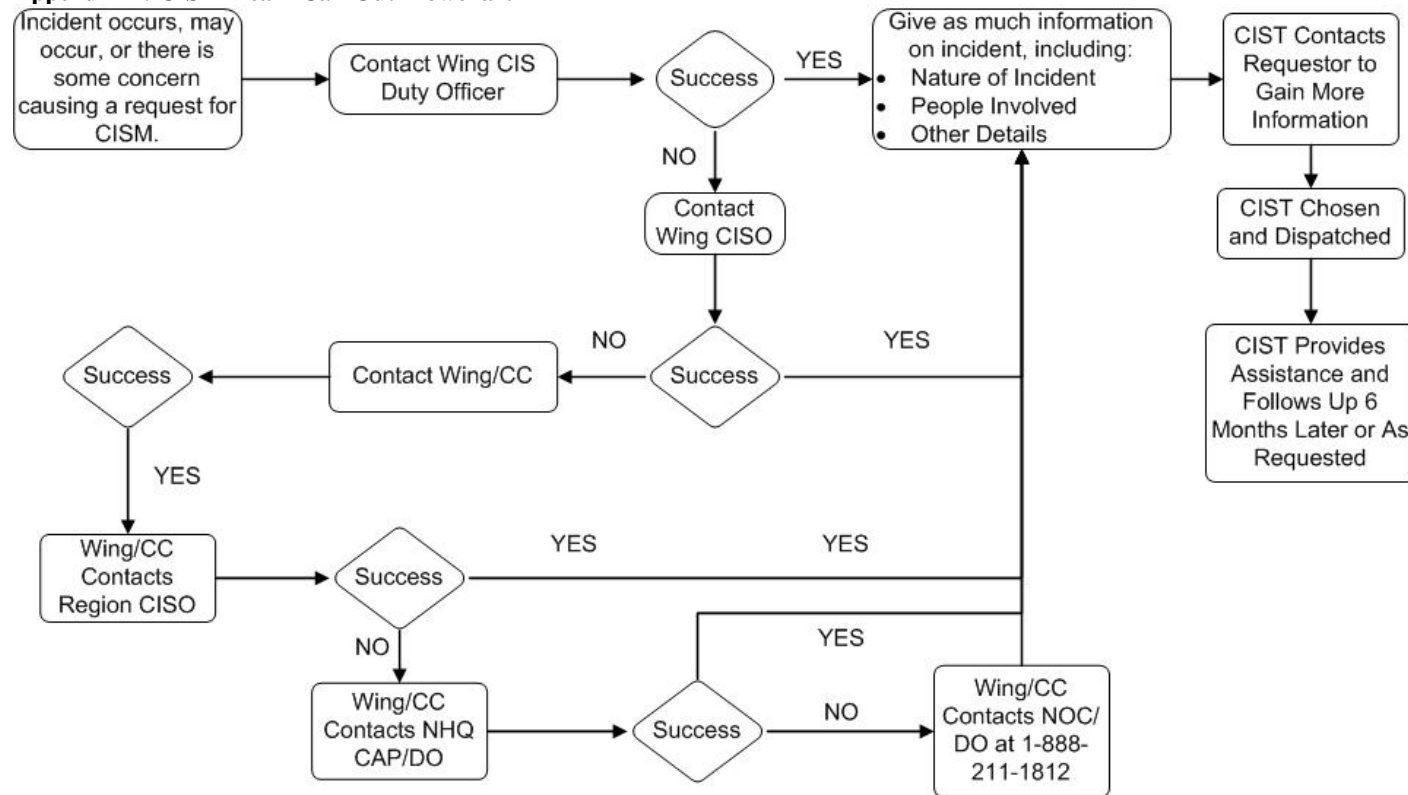 Incident occurs, may
occur, or there is
some concern
causing a request for
CISM.
Contact Wing CIS
Duty Officer
Success
YES
Give as much information
on incident, including:
• Nature of Incident
• People Involved
• Other Details
CIST Contacts
Requestor to
Gain More
Information
NO
Contact
Wing CISO
CIST Chosen
and Dispatched
Success
Contact Wing/CC
NO
Success
YES
CIST Provides
Assistance and
Follows Up 6
Months Later or As
Requested
YES
Wing/CC
Contacts
Region CISO
Success
YES
YES
NO
Wing/CC
Contacts NHQ
CAP/DO
Success
YES
NO
Wing/CC
Contacts NOC/
DO at 1-888-
211-1812